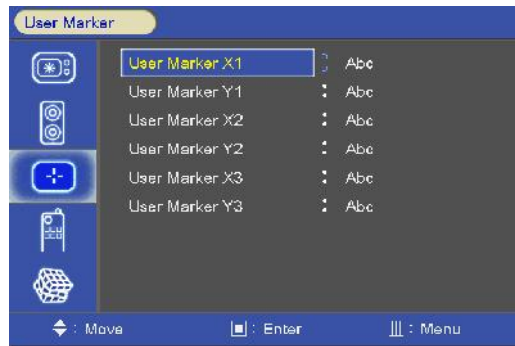 User Marker
User Marker X1 : Abc
User Marker Y1 : Abc
User Marker X2 : Abc
User Marker Y2 : Abc
User Marker X3 : Abc
User Marker Y3 : Abc
: Move : Enter : Menu